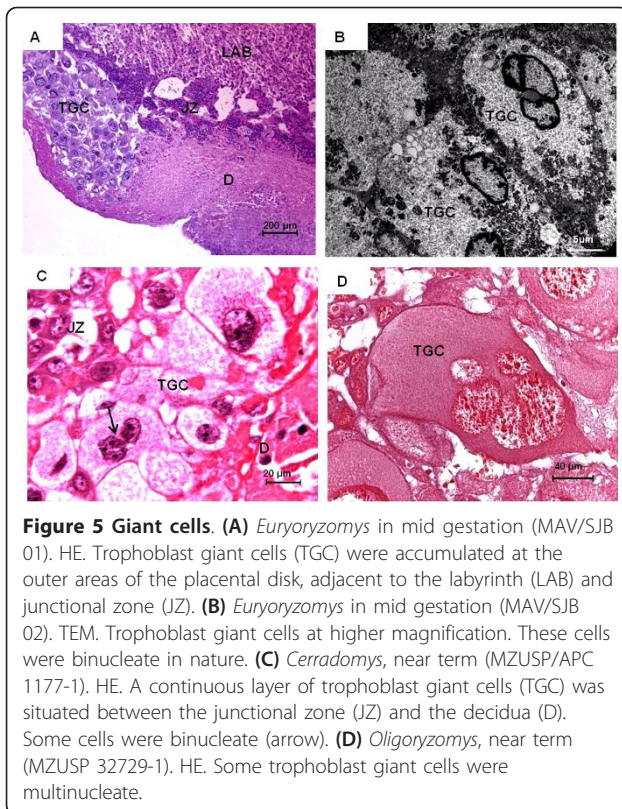 A
LAB
TGC
JZ
D
200 µm
B
TGC
TGC
5µm
C
JZ
TGC
D
20 µm
D
TGC
40 µm
Figure 5 Giant cells. (A) Euryoryzomys in mid gestation (MAV/SJB
01). HE. Trophoblast giant cells (TGC) were accumulated at the
outer areas of the placental disk, adjacent to the labyrinth (LAB) and
junctional zone (JZ). (B) Euryoryzomys in mid gestation (MAV/SJB
02). TEM. Trophoblast giant cells at higher magnification. These cells
were binucleate in nature. (C) Cerradomys, near term (MZUSP/APC
1177-1). HE. A continuous layer of trophoblast giant cells (TGC) was
situated between the junctional zone (JZ) and the decidua (D).
Some cells were binucleate (arrow). (D) Oligoryzomys, near term
(MZUSP 32729-1). HE. Some trophoblast giant cells were
multinucleate.